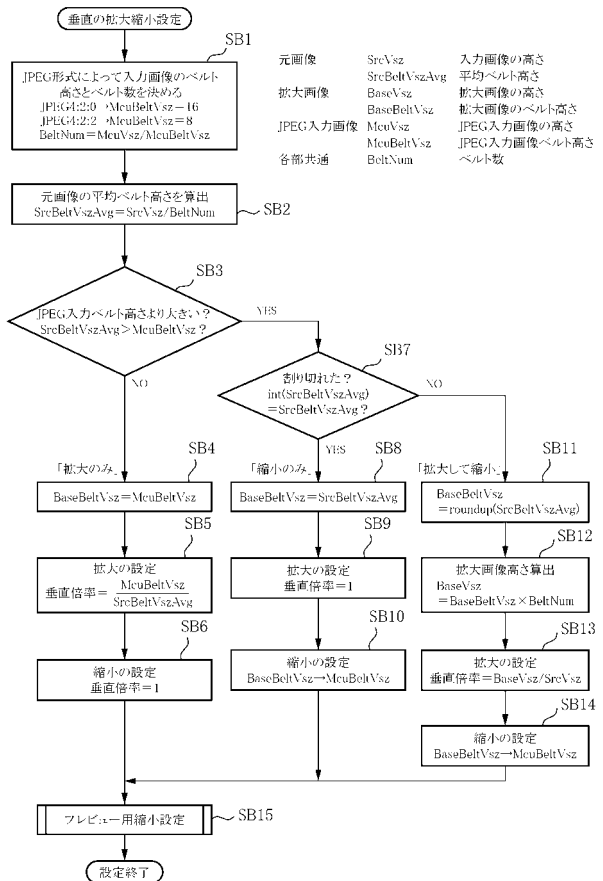 垂直の拡大縮小設定
SB1
JPEG形式によって入力画像のベルト
高さとベルト数を決める
JPEG4:2:0→McuBeltVsz=16
JPEG4:2:2→McuBeltVsz=8
BeltNum=McuVsz/McuBeltVsz
元画像 SrcVsz 入力画像の高さ
SrcBeltVszAvg 平均ベルト高さ
拡大画像 BaseVsz 拡大画像の高さ
BaseBeltVsz 拡大画像のベルト高さ
JPEG入力画像 McuVsz JPEG入力画像の高さ
McuBeltVsz JPEG入力画像ベルト高さ
各部共通 BeltNum ベルト数
元画像の平均ベルト高さを算出
SrcBeltVszAvg=SrcVsz/BeltNum
SB2
SB3
JPEG入力ベルト高さより大きい?
SrcBeltVszAvg>McuBeltVsz?
YES
NO
SB7
割り切れた?
int(SrcBeltVszAvg)
=SrcBeltVszAvg?
NO
YES
「拡大のみ」
SB4
BaseBeltVsz=McuBeltVsz
SB5
拡大の設定
垂直倍率= McuBeltVsz
SrcBeltVszAvg
SB6
縮小の設定
垂直倍率=1
「縮小のみ」
SB8
BaseBeltVsz=SrcBeltVszAvg
SB9
拡大の設定
垂直倍率=1
SB10
縮小の設定
BaseBeltVsz→McuBeltVsz
「拡大して縮小」
SB11
BaseBeltVsz
=roundup(SrcBeltVszAvg)
SB12
拡大画像高さ算出
BaseVsz
=BaseBeltVsz×BeltNum
SB13
拡大の設定
垂直倍率=BaseVsz/SrcVsz
SB14
縮小の設定
BaseBeltVsz→McuBeltVsz
プレビュー用縮小設定
SB15
設定終了